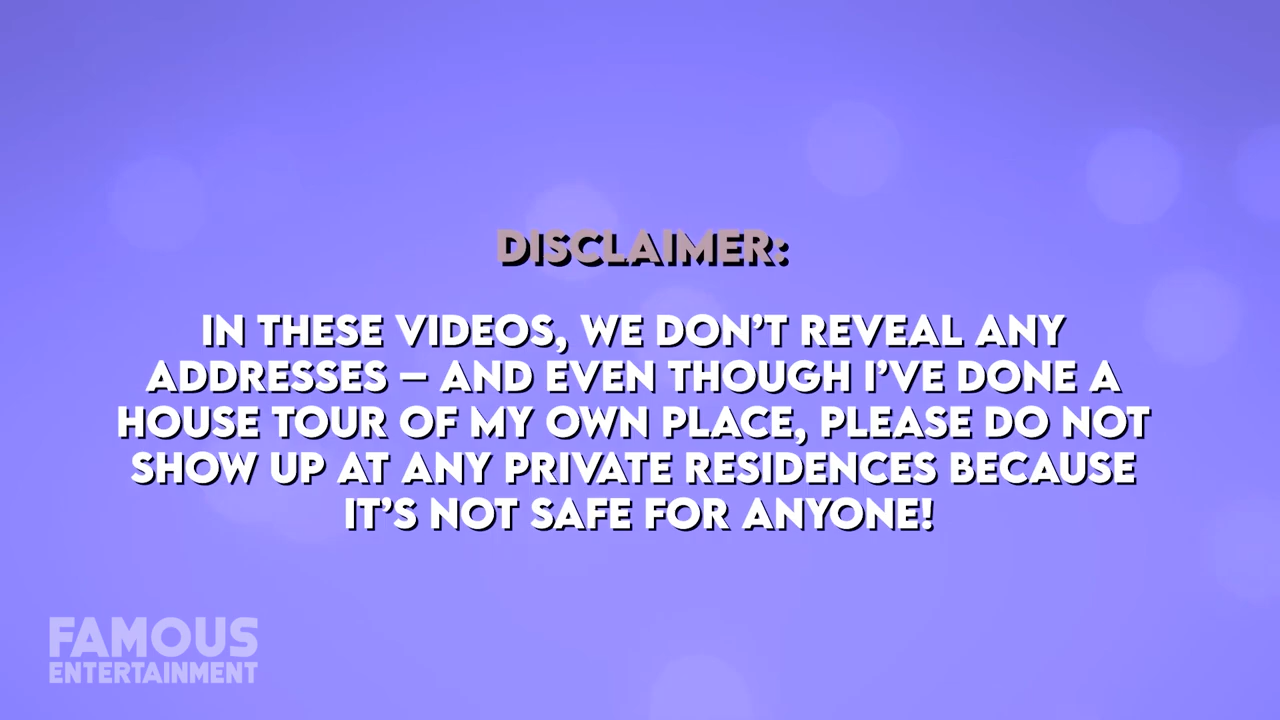 DISCLAIMER:
IN THESE VIDEOS, WE DON'T REVEAL ANY
ADDRESSES – AND EVEN THOUGH I'VE DONE A
HOUSE TOUR OF MY OWN PLACE, PLEASE DO NOT
SHOW UP AT ANY PRIVATE RESIDENCES BECAUSE
IT'S NOT SAFE FOR ANYONE!
FAMOUS
ENTERTAINMENT